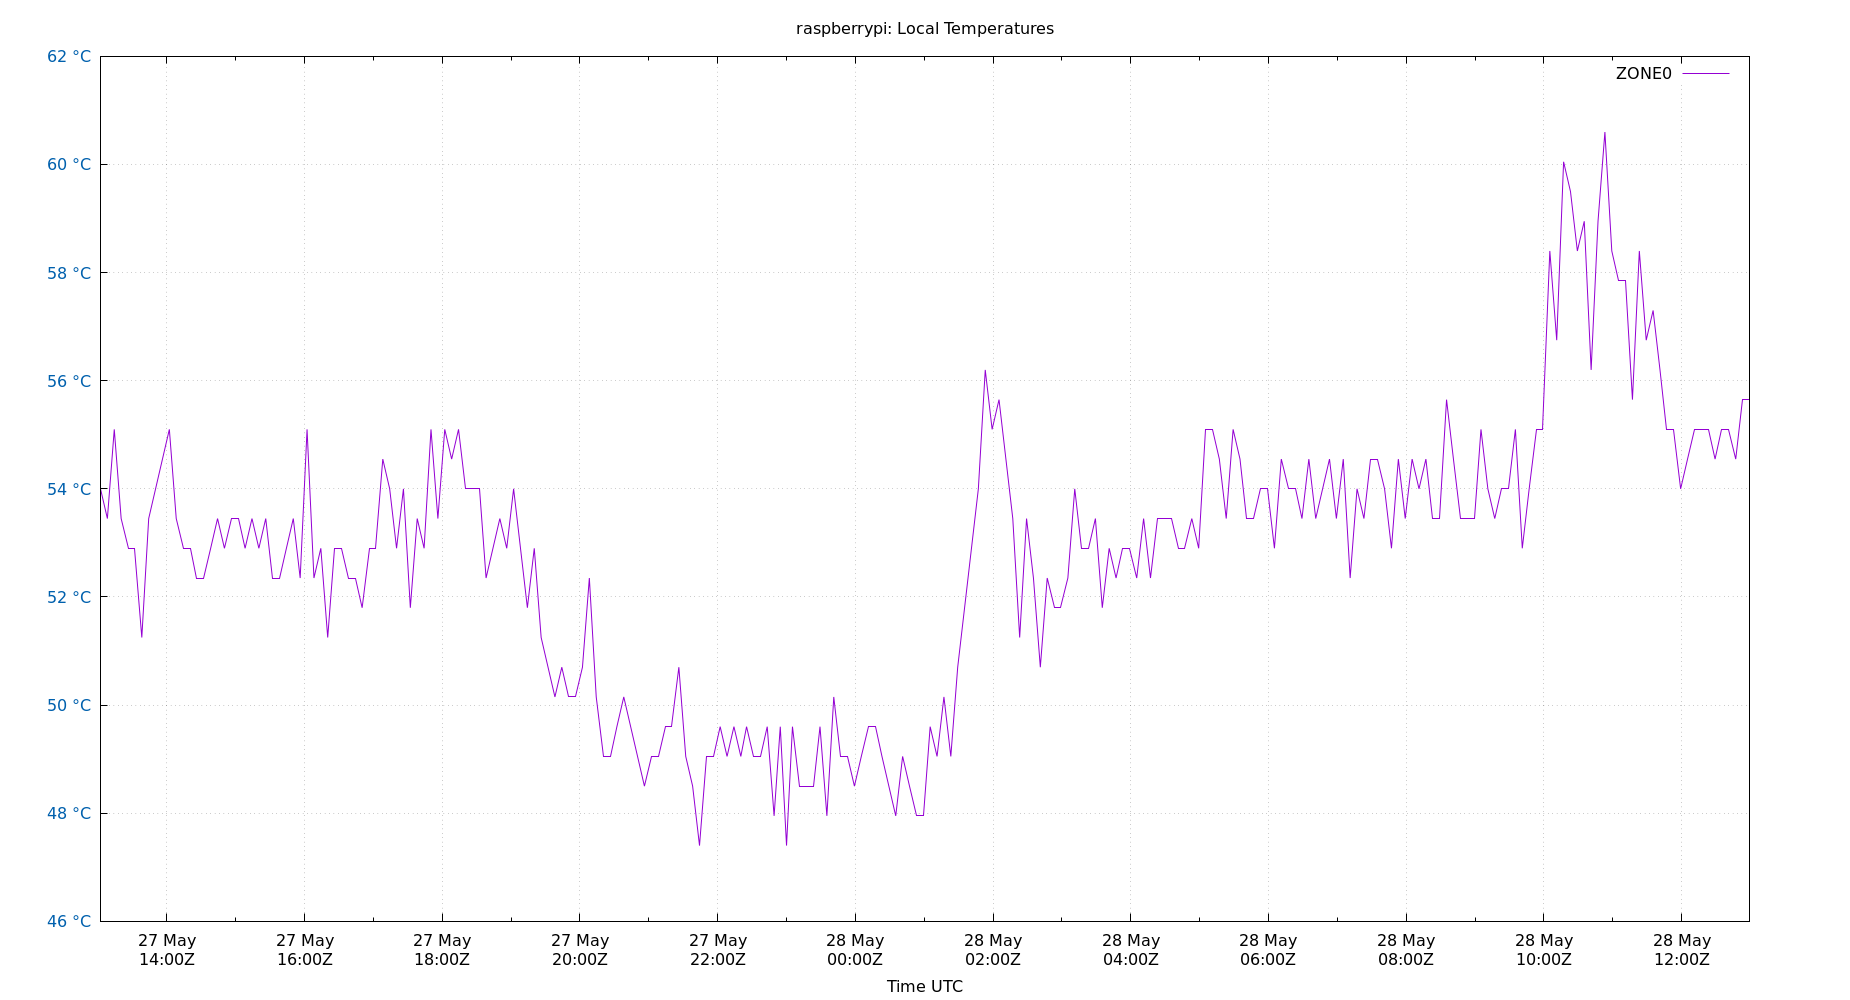 raspberrypi: Local Temperatures
62 °C
60 °C
58 °C
56 °C
54 °C
52 °C
50 °C
48 °C
46 °C
ZONE0
27 May
14:00Z
27 May
16:00Z
27 May
18:00Z
27 May
20:00Z
27 May
22:00Z
28 May
00:00Z
28 May
02:00Z
28 May
04:00Z
28 May
06:00Z
28 May
08:00Z
28 May
10:00Z
28 May
12:00Z
Time UTC